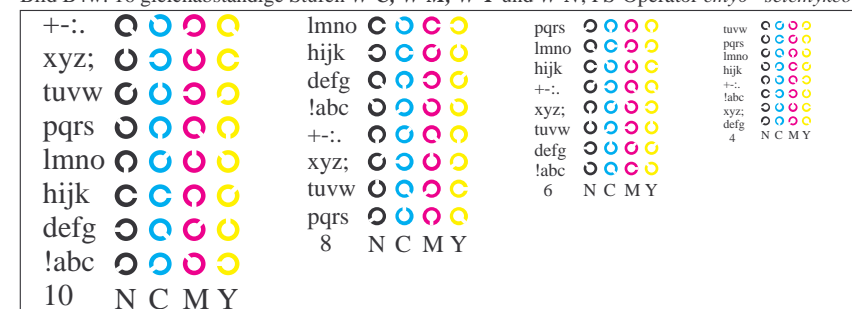 +-:.
xyz;
tuvw
pqrs
lmno
hijk
defg
!abc
10 N C M Y
lmno
hijk
defg
!abc
+-:.
xyz;
tuvw
pqrs
8 N C M Y
pqrs
lmno
hijk
+-:.
xyz;
tuvw
defg
!abc
6 N C M Y
tuvw
pqrs
lmno
hijk
+-:.
!abc
xyz;
defg
4 N C M Y